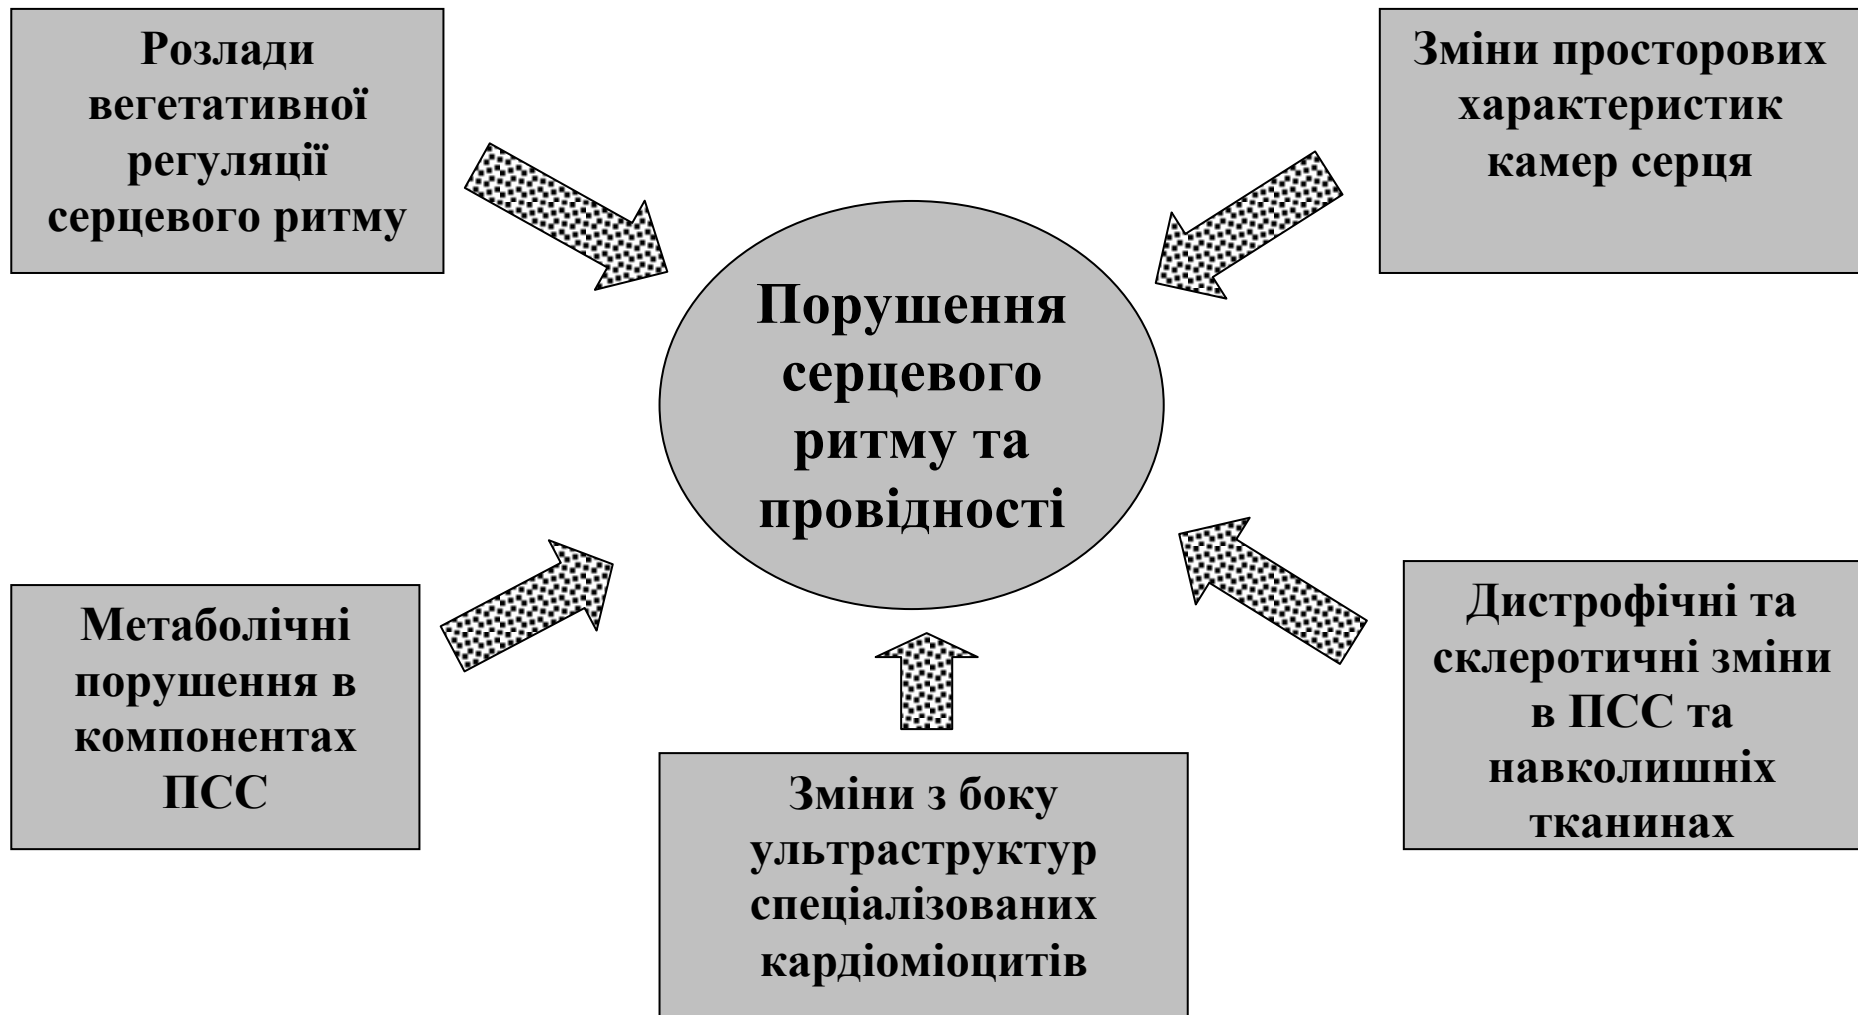 Розлади
вегетативної
регуляції
серцевого ритму
Зміни просторових
характеристик
камер серця
Порушення
серцевого
ритму та
провідності
Метаболічні
порушення в
компонентах
ПСС
Зміни з боку
ультраструктур
спеціалізованих
кардіоміоцитів
Дистрофічні та
склеротичні зміни
в ПСС та
навколишніх
тканинах